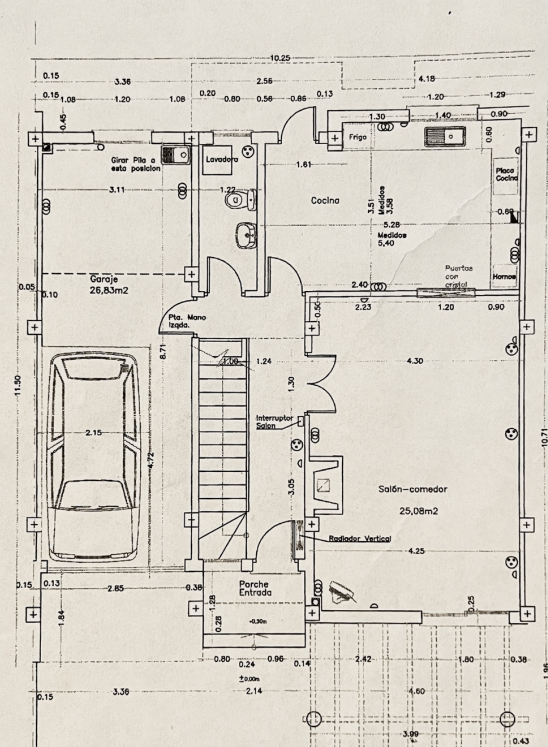 10.25
0.15
3.36
2.56
4.18
0.15
1.08
1.20
1.08
0.20
0.80
0.56
0.86
0.13
1.20
1.29
0.45
1.30
1.40
0.90
Frigo
0.60
Girar Pila a
esta posicion
Lavadora
1.61
Placa
Cocina
3.11
1.22
Cocina
3.51
Medidos
3,58
5.28
Medidos
5,40
Puertas
con
cristal
Hornos
Garaje
26,83m2
2.40
0.05
0.10
2.23
1.20
0.90
0.50
Pta. Mano
Izqda.
8.71
1.00
1.24
4.30
1.30
11.50
Interruptor
Salon
2.15
4.72
3.05
10.71
Salón-comedor
25,08m2
Radiador Vertical
4.25
0.15
0.13
2.85
0.38
Porche
Entrada
1.84
1.28
0.28
+0,30m
0.25
0.80
0.24
0.96
0.14
2.42
1.80
0.38
±0,00m
1.96
0.15
3.36
2.14
4.60
3.99
0.43